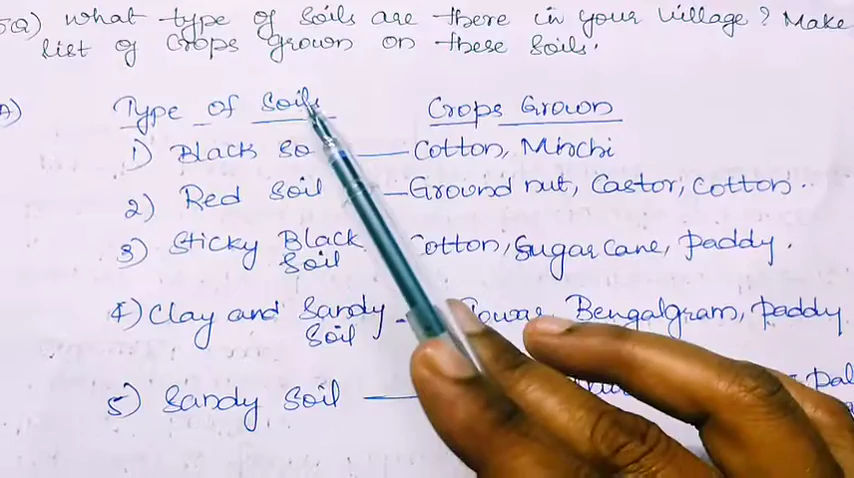 5Q) What type of Soils are there in your Village? Make
List of Crops grown on these Soils.
A) Type of Soils Crops Grown
1) Black So — Cotton, Mirchi
2) Red Soil — Ground nut, Castor, Cotton..
3) Sticky Black Cotton, Sugar Cane, Paddy.
Soil
4) Clay and Sandy - Bengalgram, Paddy
Soil
5) Sandy Soil —